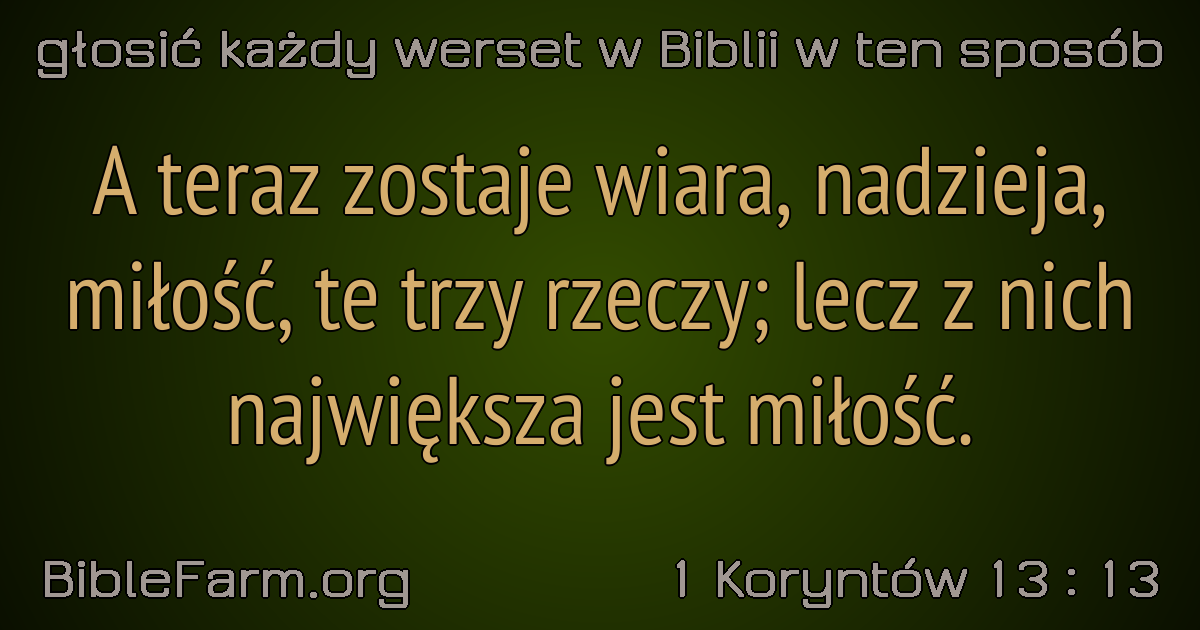 głosić każdy werset w Biblii w ten sposób
A teraz zostaje wiara, nadzieja,
miłość, te trzy rzeczy; lecz z nich
największa jest miłość.
BibleFarm.org
1 Koryntów 13 : 13